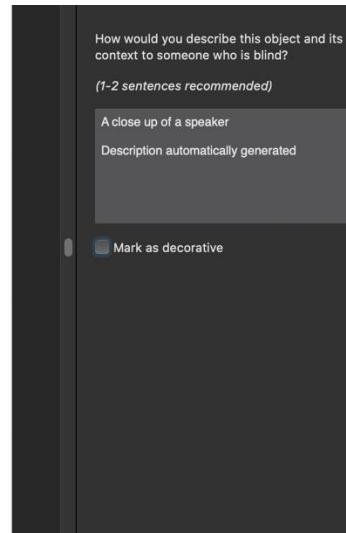 How would you describe this object and its
context to someone who is blind?
(1-2 sentences recommended)
A close up of a speaker
Description automatically generated
Mark as decorative